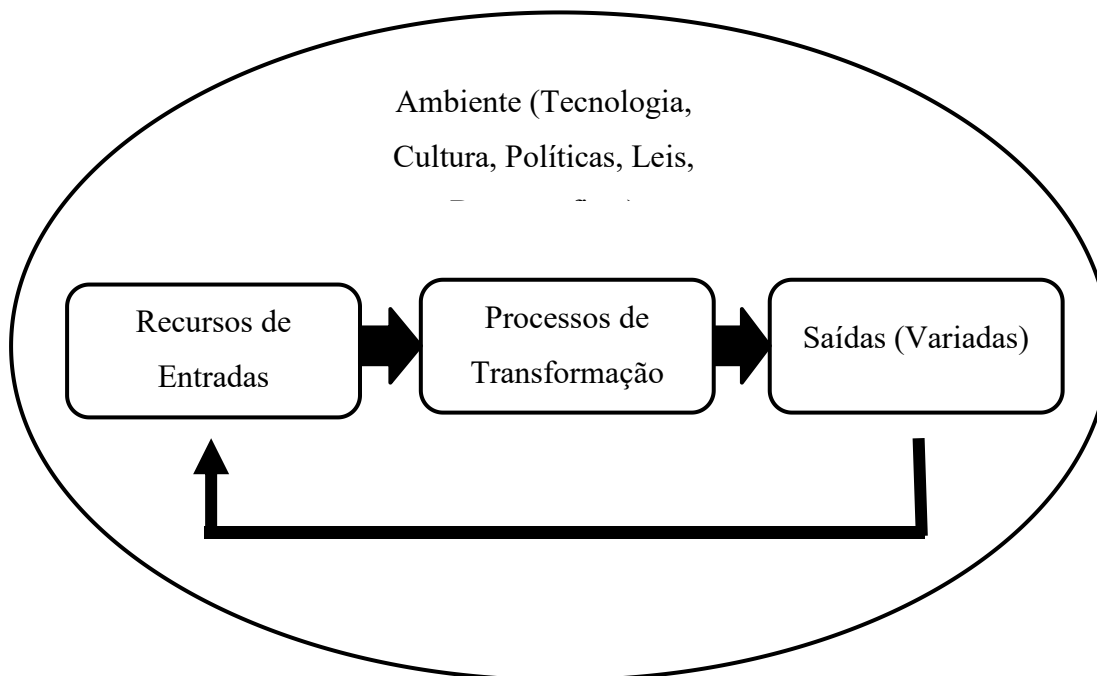 Ambiente (Tecnologia,
Cultura, Políticas, Leis,
Recursos de
Entradas
Processos de
Transformação
Saídas (Variadas)